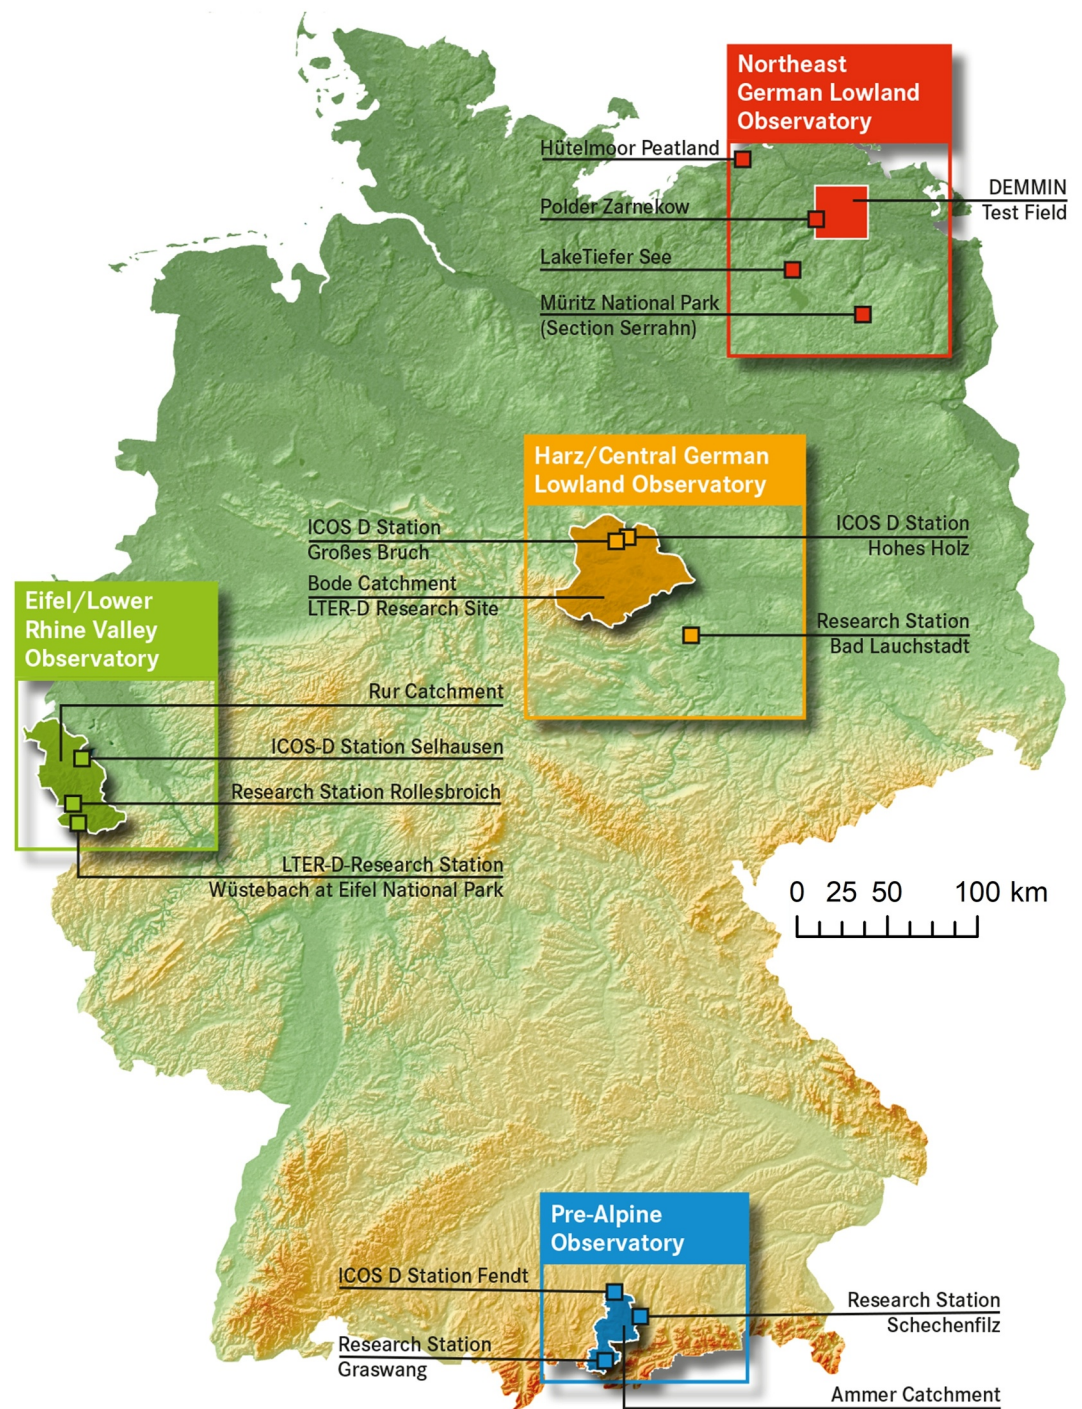 Northeast
German Lowland
Observatory
Hütelmoor Peatland
DEMMIN
Test Field
Polder Zarnekow
LakeTiefer See
Müritz National Park
(Section Serrahn)
Harz/Central German
Lowland Observatory
ICOS D Station
Großes Bruch
ICOS D Station
Hohes Holz
Bode Catchment
LTER-D Research Site
Research Station
Bad Lauchstadt
Eifel/Lower
Rhine Valley
Observatory
Rur Catchment
ICOS-D Station Selhausen
Research Station Rollesbroich
LTER-D-Research Station
Wüstebach at Eifel National Park
0 25 50 100 km
Pre-Alpine
Observatory
ICOS D Station Fendt
Research Station
Schechenfilz
Research Station
Graswang
Ammer Catchment